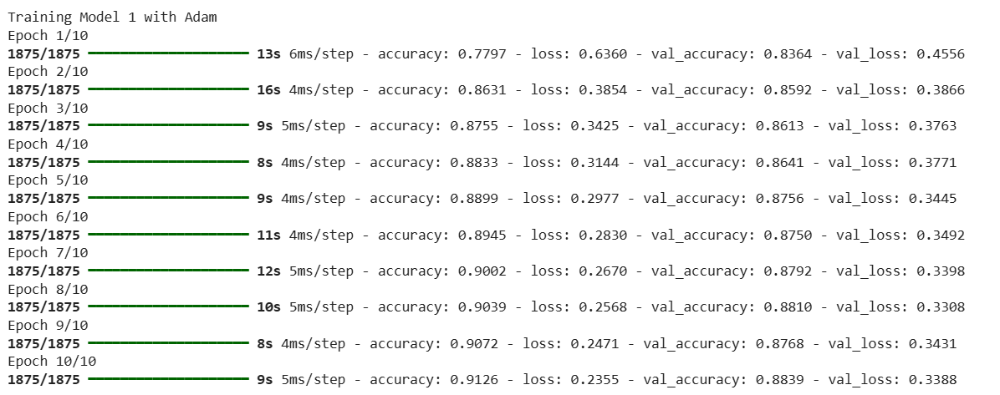 Training Model 1 with Adam
Epoch 1/10
1875/1875 ━━━━━━━━━━━━━━━━━━━━ 13s 6ms/step - accuracy: 0.7797 - loss: 0.6360 - val_accuracy: 0.8364 - val_loss: 0.4556
Epoch 2/10
1875/1875 ━━━━━━━━━━━━━━━━━━━━ 16s 4ms/step - accuracy: 0.8631 - loss: 0.3854 - val_accuracy: 0.8592 - val_loss: 0.3866
Epoch 3/10
1875/1875 ━━━━━━━━━━━━━━━━━━━━ 9s 5ms/step - accuracy: 0.8755 - loss: 0.3425 - val_accuracy: 0.8613 - val_loss: 0.3763
Epoch 4/10
1875/1875 ━━━━━━━━━━━━━━━━━━━━ 8s 4ms/step - accuracy: 0.8833 - loss: 0.3144 - val_accuracy: 0.8641 - val_loss: 0.3771
Epoch 5/10
1875/1875 ━━━━━━━━━━━━━━━━━━━━ 9s 4ms/step - accuracy: 0.8899 - loss: 0.2977 - val_accuracy: 0.8756 - val_loss: 0.3445
Epoch 6/10
1875/1875 ━━━━━━━━━━━━━━━━━━━━ 11s 4ms/step - accuracy: 0.8945 - loss: 0.2830 - val_accuracy: 0.8750 - val_loss: 0.3492
Epoch 7/10
1875/1875 ━━━━━━━━━━━━━━━━━━━━ 12s 5ms/step - accuracy: 0.9002 - loss: 0.2670 - val_accuracy: 0.8792 - val_loss: 0.3398
Epoch 8/10
1875/1875 ━━━━━━━━━━━━━━━━━━━━ 10s 5ms/step - accuracy: 0.9039 - loss: 0.2568 - val_accuracy: 0.8810 - val_loss: 0.3308
Epoch 9/10
1875/1875 ━━━━━━━━━━━━━━━━━━━━ 8s 4ms/step - accuracy: 0.9072 - loss: 0.2471 - val_accuracy: 0.8768 - val_loss: 0.3431
Epoch 10/10
1875/1875 ━━━━━━━━━━━━━━━━━━━━ 9s 5ms/step - accuracy: 0.9126 - loss: 0.2355 - val_accuracy: 0.8839 - val_loss: 0.3388